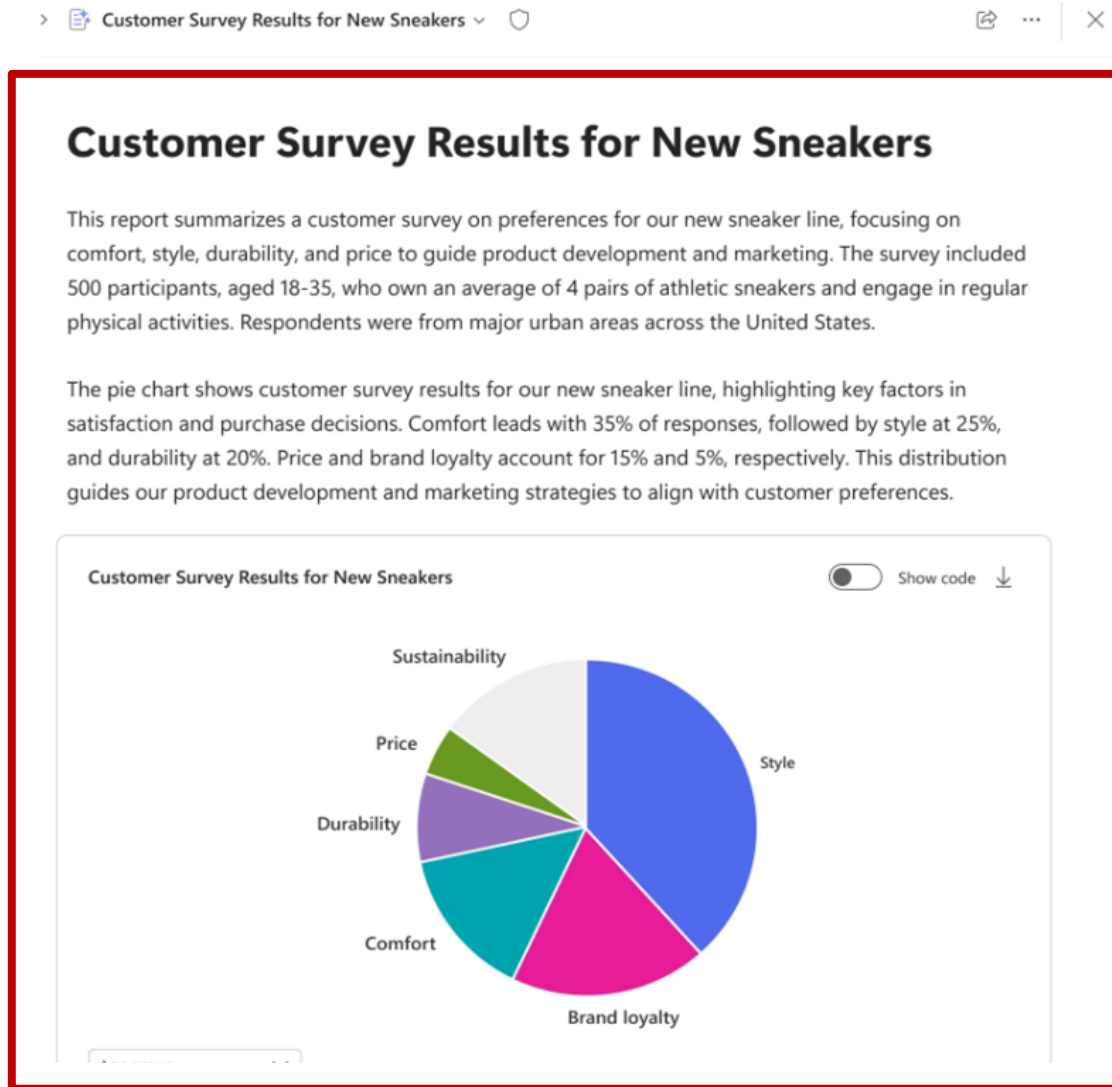 Customer Survey Results for New Sneakers
Customer Survey Results for New Sneakers
This report summarizes a customer survey on preferences for our new sneaker line, focusing on
comfort, style, durability, and price to guide product development and marketing. The survey included
500 participants, aged 18-35, who own an average of 4 pairs of athletic sneakers and engage in regular
physical activities. Respondents were from major urban areas across the United States.
The pie chart shows customer survey results for our new sneaker line, highlighting key factors in
satisfaction and purchase decisions. Comfort leads with 35% of responses, followed by style at 25%,
and durability at 20%. Price and brand loyalty account for 15% and 5%, respectively. This distribution
guides our product development and marketing strategies to align with customer preferences.
Customer Survey Results for New Sneakers
Show code
Sustainability
Price
Style
Durability
Comfort
Brand loyalty